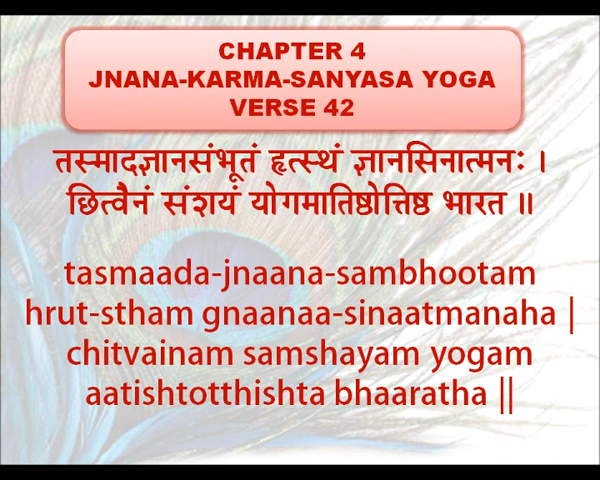 CHAPTER 4
JNANA-KARMA-SANYASA YOGA
VERSE 42
तस्मादज्ञानसंभूतं हृत्स्थं ज्ञानसिनात्मनः ।
छित्वैनं संशयं योगमातिष्ठोत्तिष्ठ भारत ॥
tasmaada-jnaana-sambhootam
hrut-stham gnaanaa-sinaatmanaha |
chitvainam samshayam yogam
aatishtotthishta bhaaratha ||